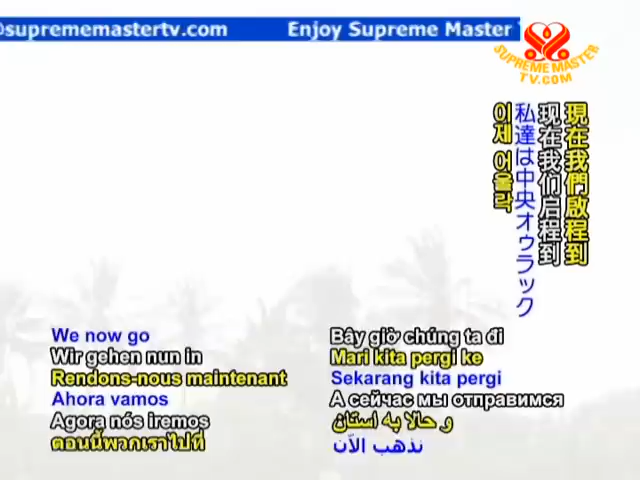 @suprememastertv.com Enjoy Supreme Master
SUPREME MASTER
TV.COM
現在我們啟程到
现在我们启程到
私達は中央オゥラック
이제 어울락
We now go
Wir gehen nun in
Rendons-nous maintenant
Ahora vamos
Agora nós iremos
ตอนนี้พวกเราไปที่
Bây giờ chúng ta đi
Mari kita pergi ke
Sekarang kita pergi
А сейчас мы отправимся
و حالا به استان
نذهب الآن